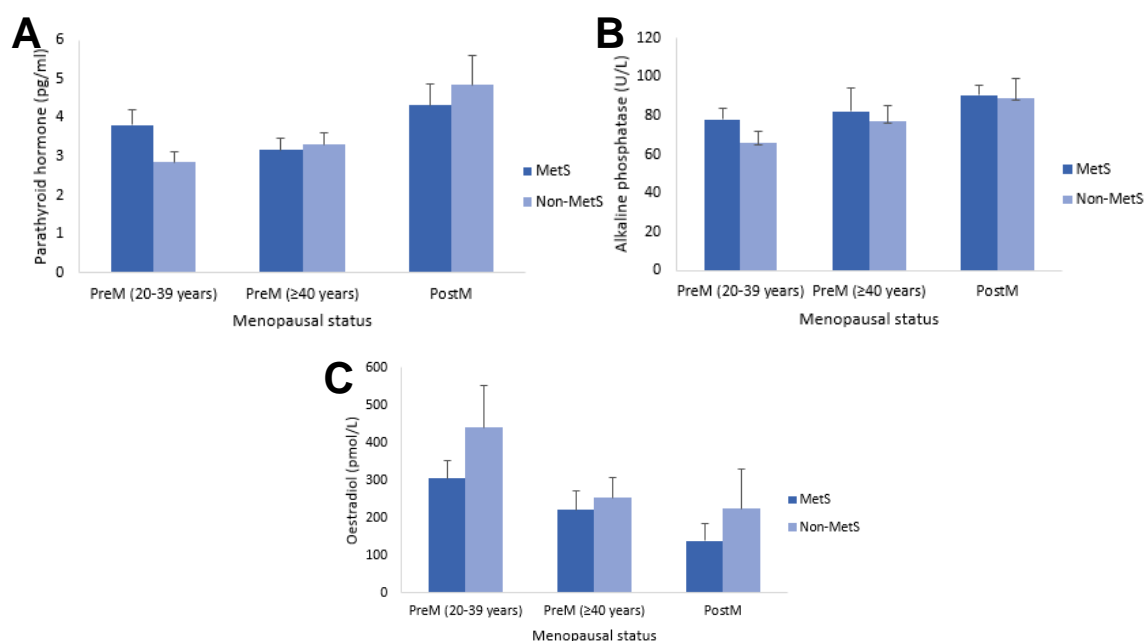 A
Parathyroid hormone (pg/ml)
6
5
4
3
2
1
0
PreM (20-39 years)
PreM (≥40 years)
PostM
Menopausal status
MetS
Non-MetS
B
Alkaline phosphatase (U/L)
120
100
80
60
40
20
0
PreM (20-39 years)
PreM (≥40 years)
PostM
Menopausal status
MetS
Non-MetS
C
Oestradiol (pmol/L)
600
500
400
300
200
100
0
PreM (20-39 years)
PreM (≥40 years)
PostM
Menopausal status
MetS
Non-MetS